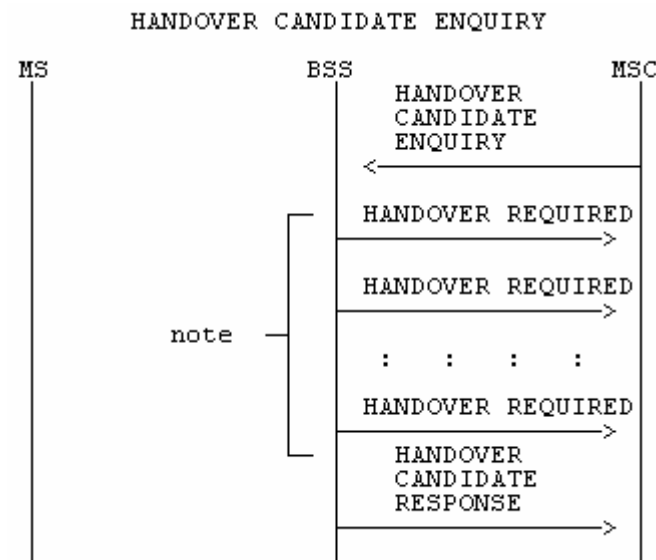 HANDOVER CANDIDATE ENQUIRY
MS BSS MSC
HANDOVER
CANDIDATE
ENQUIRY
HANDOVER REQUIRED
HANDOVER REQUIRED
note
: : : :
HANDOVER REQUIRED
HANDOVER
CANDIDATE
RESPONSE